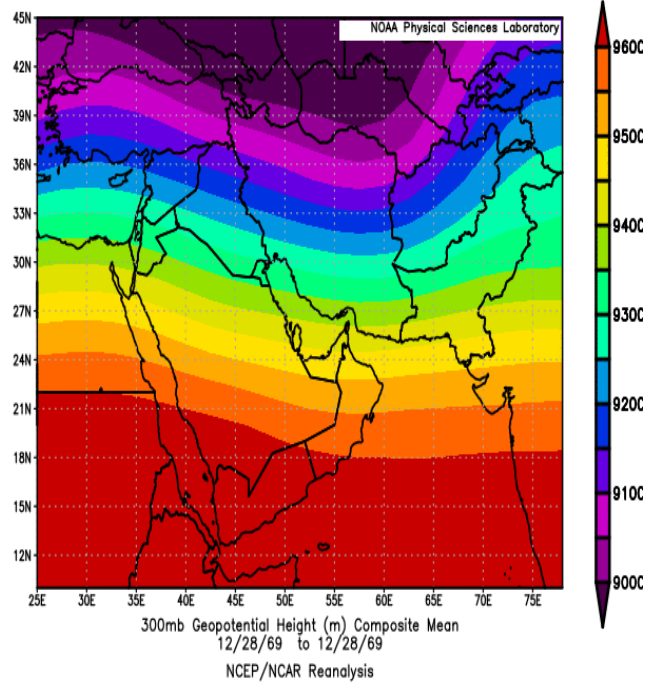 NOAA Physical Sciences Laboratory
45N
42N
39N
36N
33N
30N
27N
24N
21N
18N
15N
12N
25E 30E 35E 40E 45E 50E 55E 60E 65E 70E 75E
9600
9500
9400
9300
9200
9100
9000
300mb Geopotential Height (m) Composite Mean
12/28/69 to 12/28/69
NCEP/NCAR Reanalysis